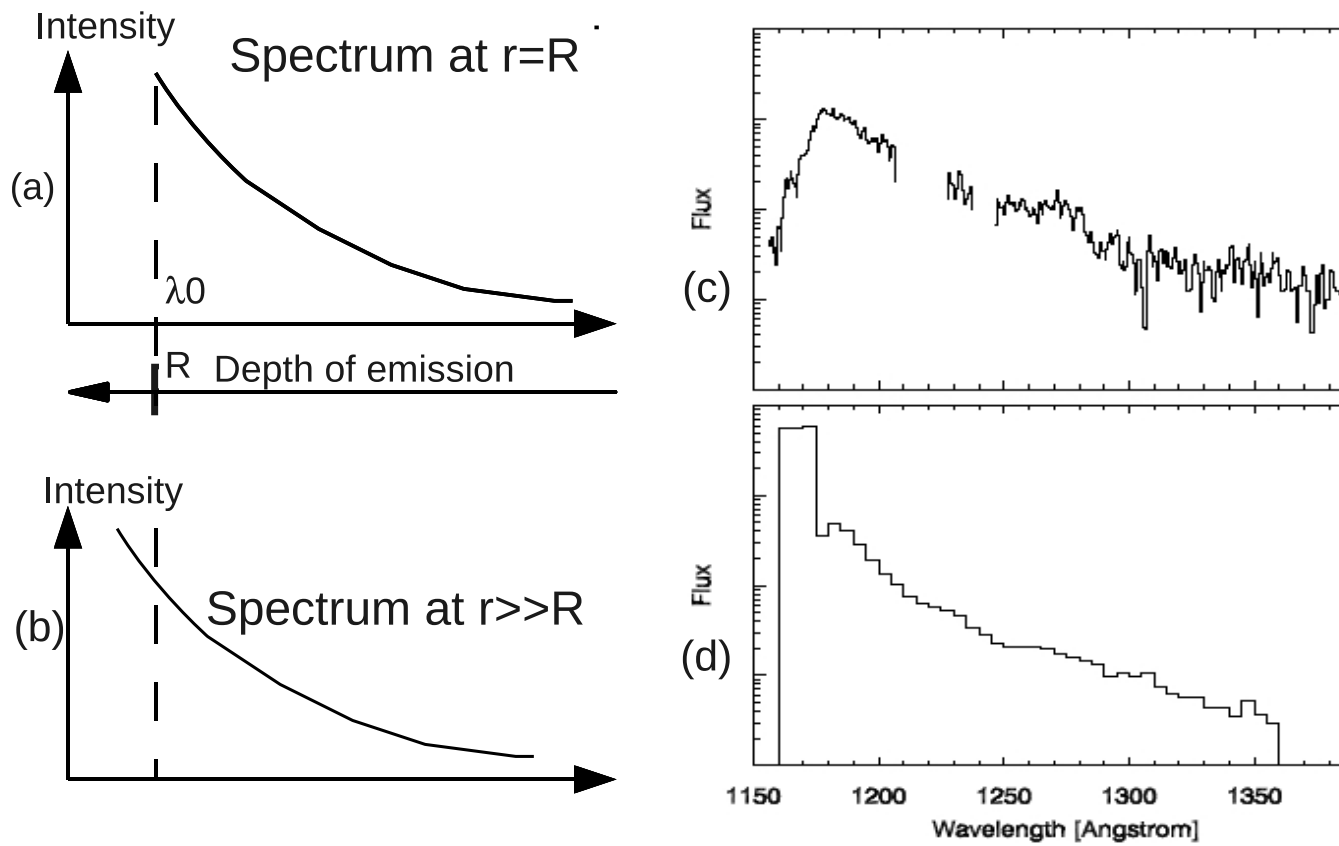 Intensity
Spectrum at r=R
(a)
λ0
R Depth of emission
Intensity
Spectrum at r>>R
(b)
Flux
(c)
Flux
(d)
1150 1200 1250 1300 1350
Wavelength [Angstrom]